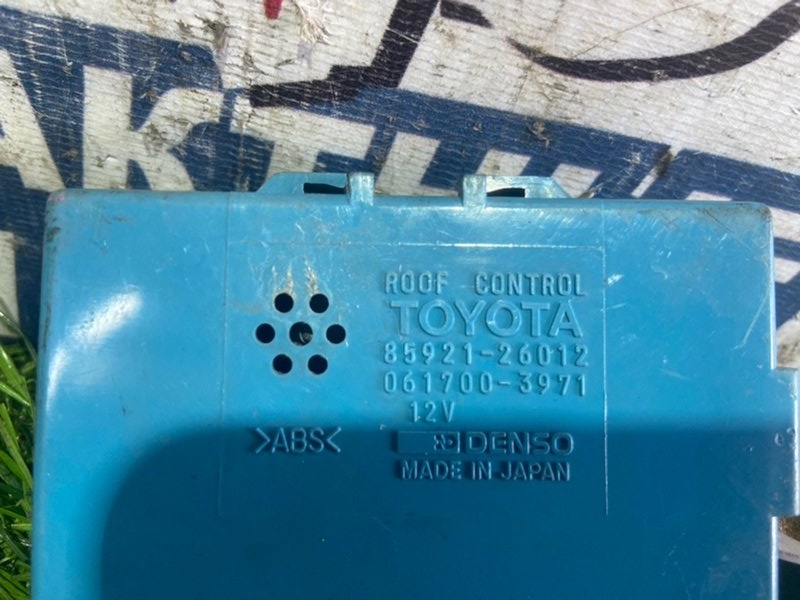 ROOF CONTROL
TOYOTA
85921-26012
061700-3971
12V
>ABS<
DENSO
MADE IN JAPAN